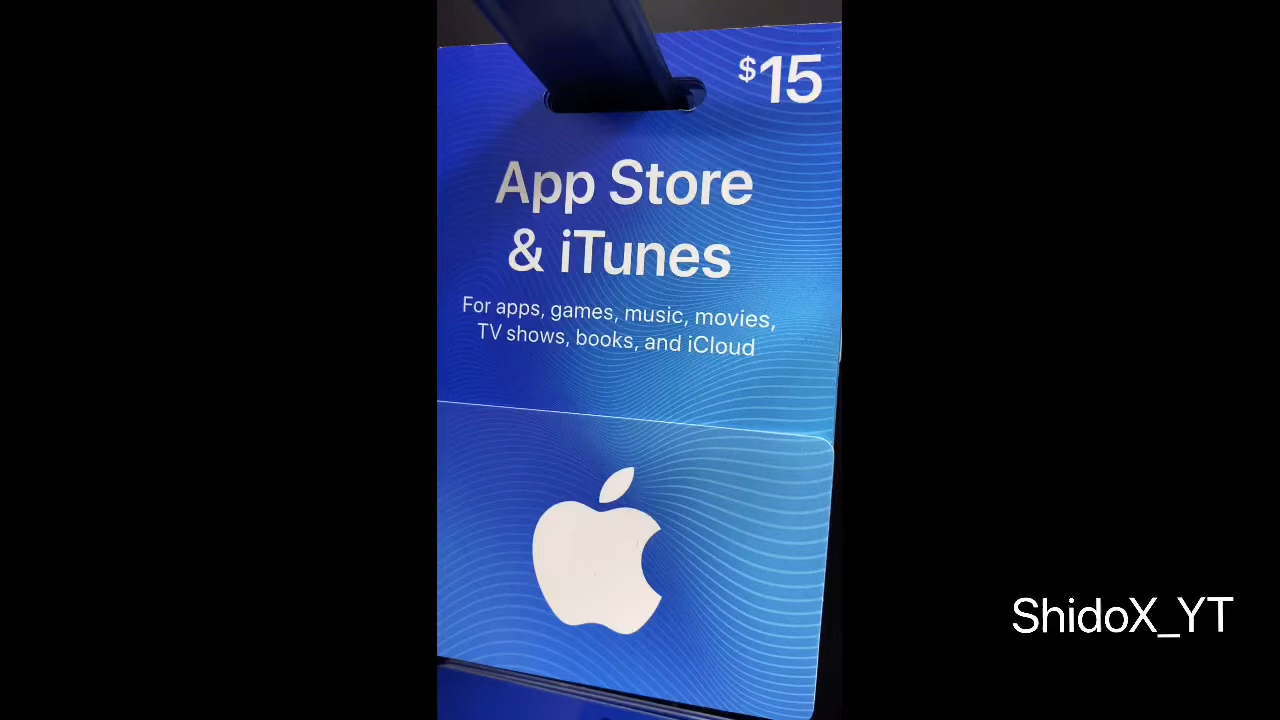 $15
App Store
& iTunes
For apps, games, music, movies,
TV shows, books, and iCloud
ShidoX_YT